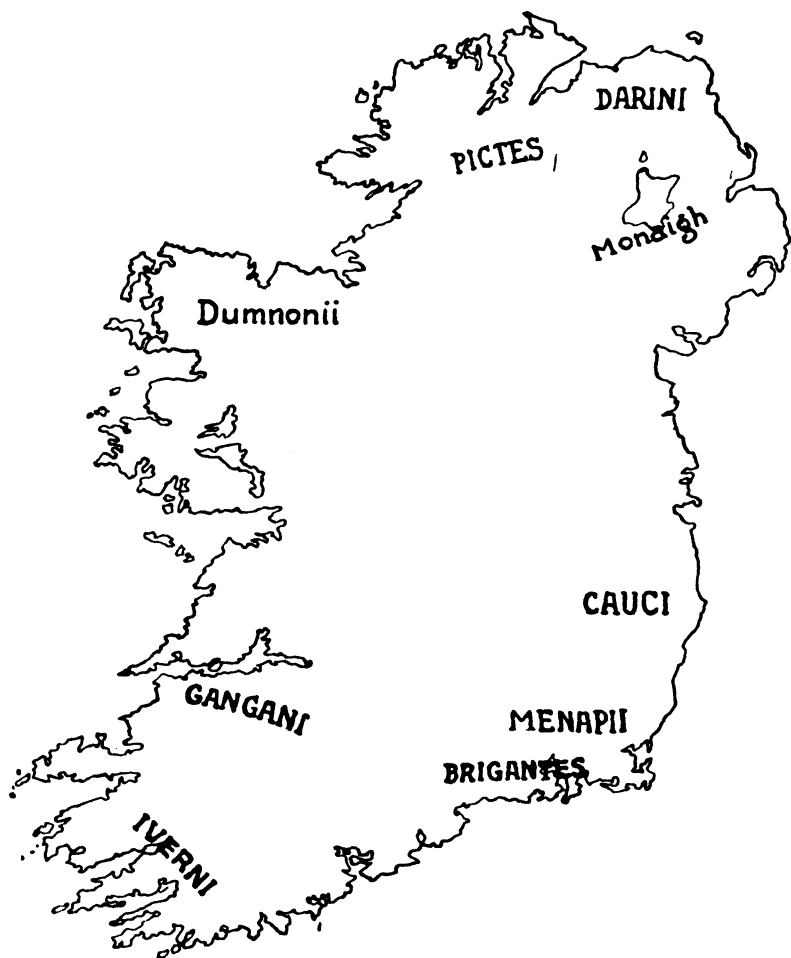 DARINI
PICTES
Monaigh
Dumnonii
CAUCI
GANGANI
MENAPII
BRIGANTES
IVERNI